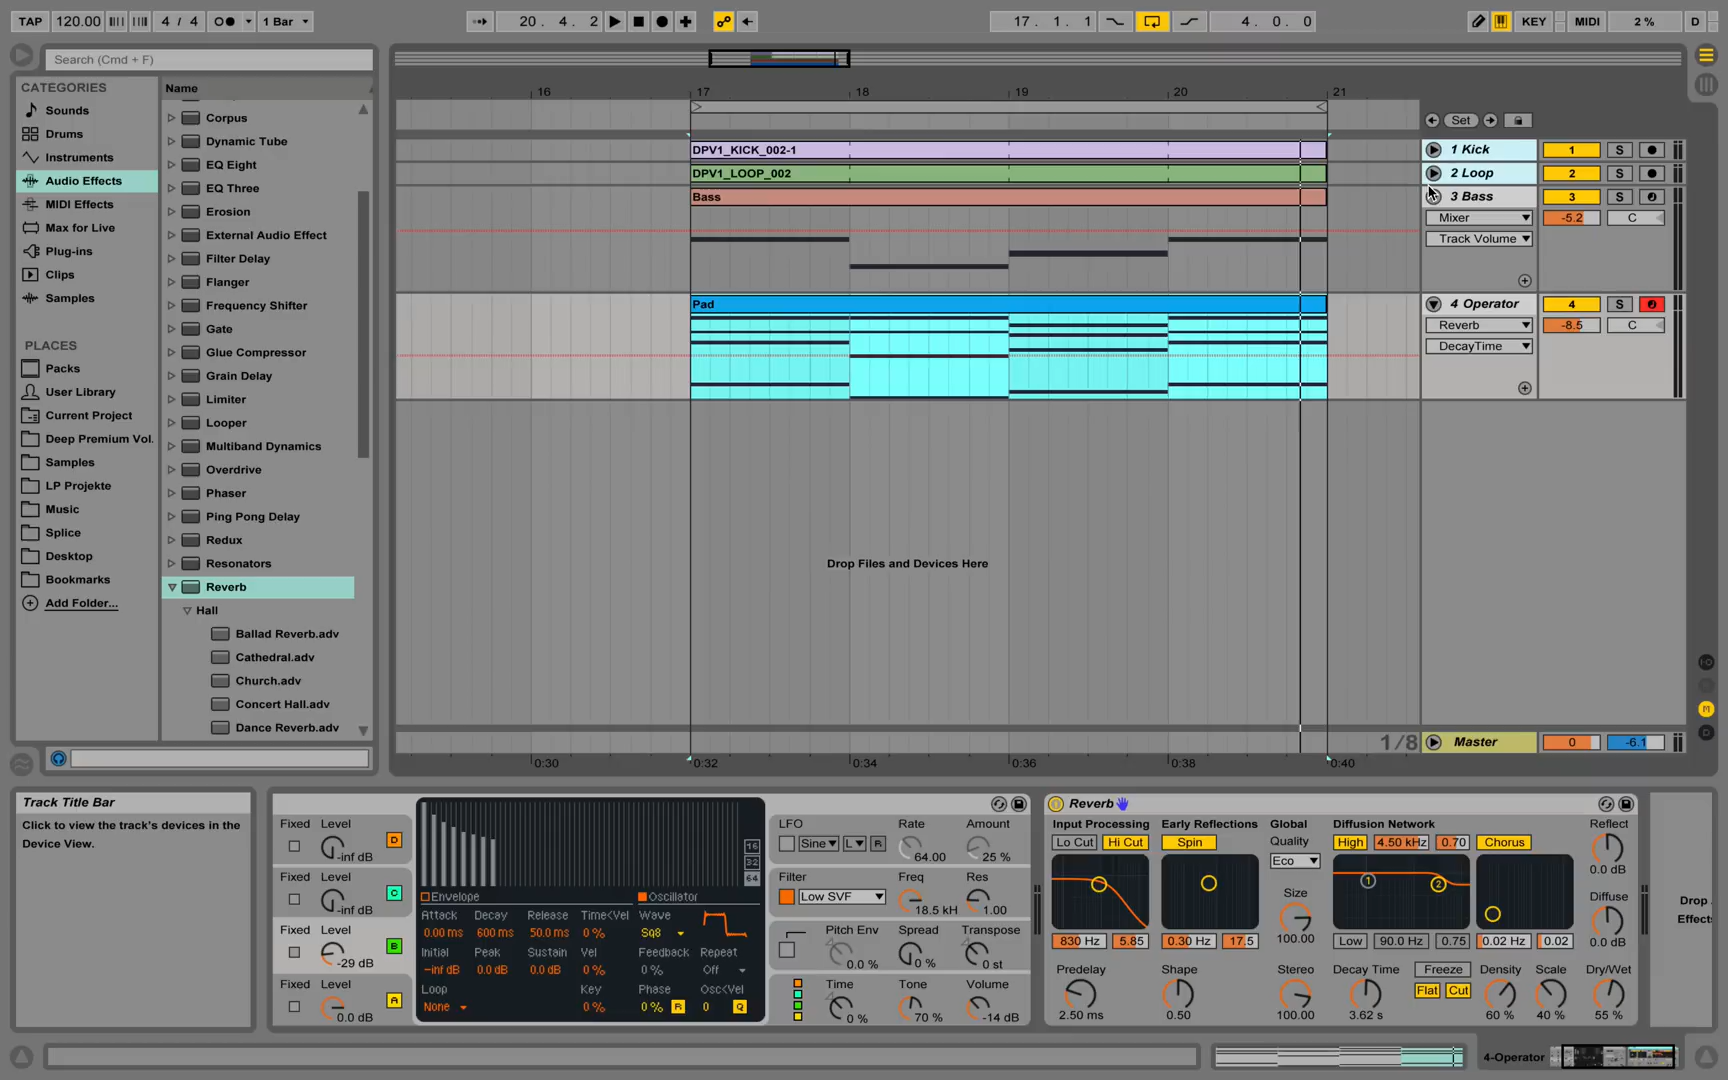 TAP 120.00 4 / 4 1 Bar 20 . 4 . 2 17 . 1 . 1 4 . 0 . 0 KEY MIDI 2 % D
Search (Cmd + F)
CATEGORIES
Sounds
Drums
Instruments
Audio Effects
MIDI Effects
Max for Live
Plug-ins
Clips
Samples
PLACES
Packs
User Library
Current Project
Deep Premium Vol.
Samples
LP Projekte
Music
Splice
Desktop
Bookmarks
Add Folder...
Name
Corpus
Dynamic Tube
EQ Eight
EQ Three
Erosion
External Audio Effect
Filter Delay
Flanger
Frequency Shifter
Gate
Glue Compressor
Grain Delay
Limiter
Looper
Multiband Dynamics
Overdrive
Phaser
Ping Pong Delay
Redux
Resonators
Reverb
Hall
Ballad Reverb.adv
Cathedral.adv
Church.adv
Concert Hall.adv
Dance Reverb.adv
16 17 18 19 20 21
Set
DPV1_KICK_002-1
1 Kick 1 S
DPV1_LOOP_002
2 Loop 2 S
Bass
3 Bass 3 S
Mixer -5.2 C
Track Volume
Pad
4 Operator 4 S
Reverb -8.5 C
DecayTime
Drop Files and Devices Here
M
D
1/8
Master 0 -6.1
0:30 0:32 0:34 0:36 0:38 0:40
Track Title Bar
Click to view the track's devices in the
Device View.
Fixed Level
-inf dB D
Fixed Level
-inf dB C
Fixed Level
-29 dB B
Fixed Level
0.0 dB A
16
32
64
Envelope Oscillator
Attack Decay Release Time<Vel Wave
0.00 ms 600 ms 50.0 ms 0 % Sq8
Initial Peak Sustain Vel Feedback Repeat
-inf dB 0.0 dB 0.0 dB 0 % 0 % Off
Loop Key Phase Osc<Vel
None 0 % 0 % R 0 Q
LFO Rate Amount
Sine L R 64.00 25 %
Filter Freq Res
Low SVF 18.5 kH 1.00
Pitch Env Spread Transpose
0.0 % 0 % 0 st
Time Tone Volume
0 % 70 % -14 dB
Reverb
Input Processing Early Reflections Global Diffusion Network Reflect
Lo Cut Hi Cut Spin Quality High 4.50 kHz 0.70 Chorus
Eco
0.0 dB
Size Diffuse
1 2
100.00
830 Hz 5.85 0.30 Hz 17.5 Low 90.0 Hz 0.75 0.02 Hz 0.02 0.0 dB
Predelay Shape Stereo Decay Time Freeze Density Scale Dry/Wet
Flat Cut
2.50 ms 0.50 100.00 3.62 s 60 % 40 % 55 %
Drop
Effect
4-Operator